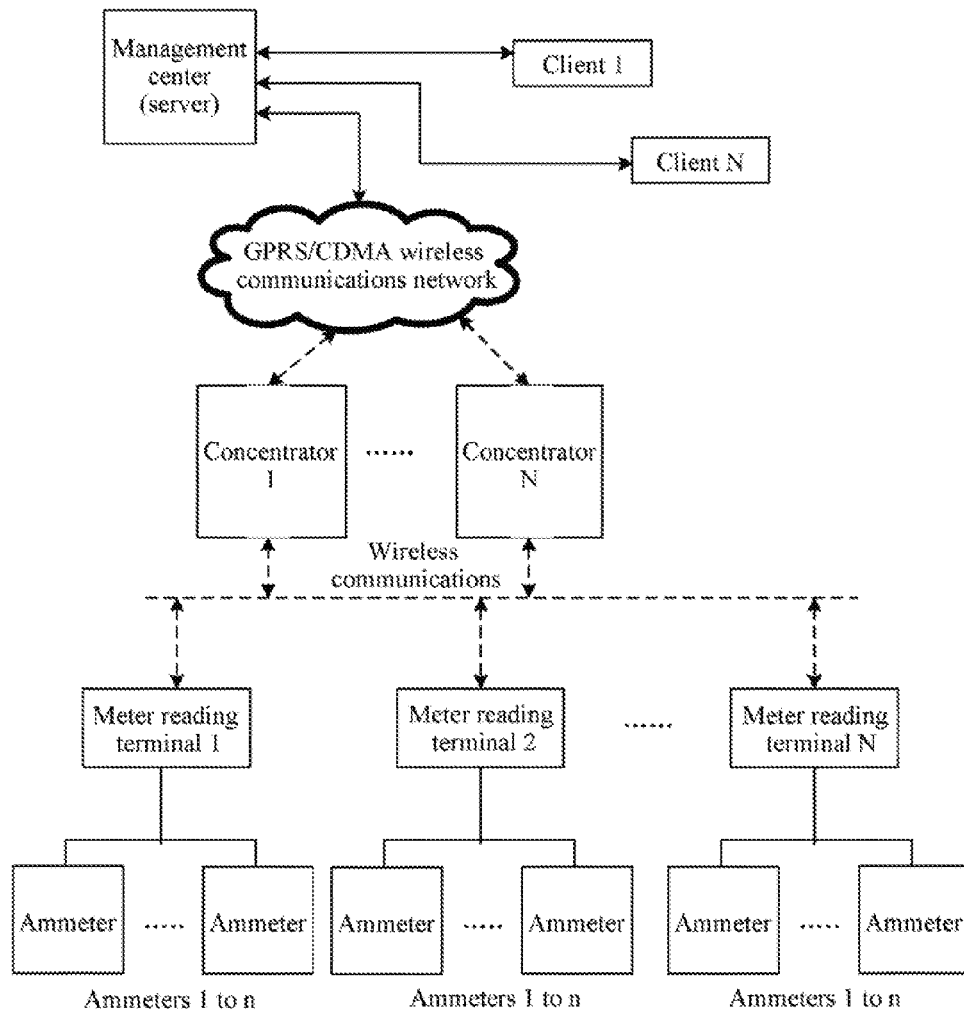 Management
center
(server)
Client 1
Client N
GPRS/CDMA wireless
communications network
Concentrator
1
......
Concentrator
N
Wireless
communications
Meter reading
terminal 1
Meter reading
terminal 2
......
Meter reading
terminal N
Ammeter
.....
Ammeter
Ammeter
.....
Ammeter
Ammeter
.....
Ammeter
Ammeters 1 to n
Ammeters 1 to n
Ammeters 1 to n